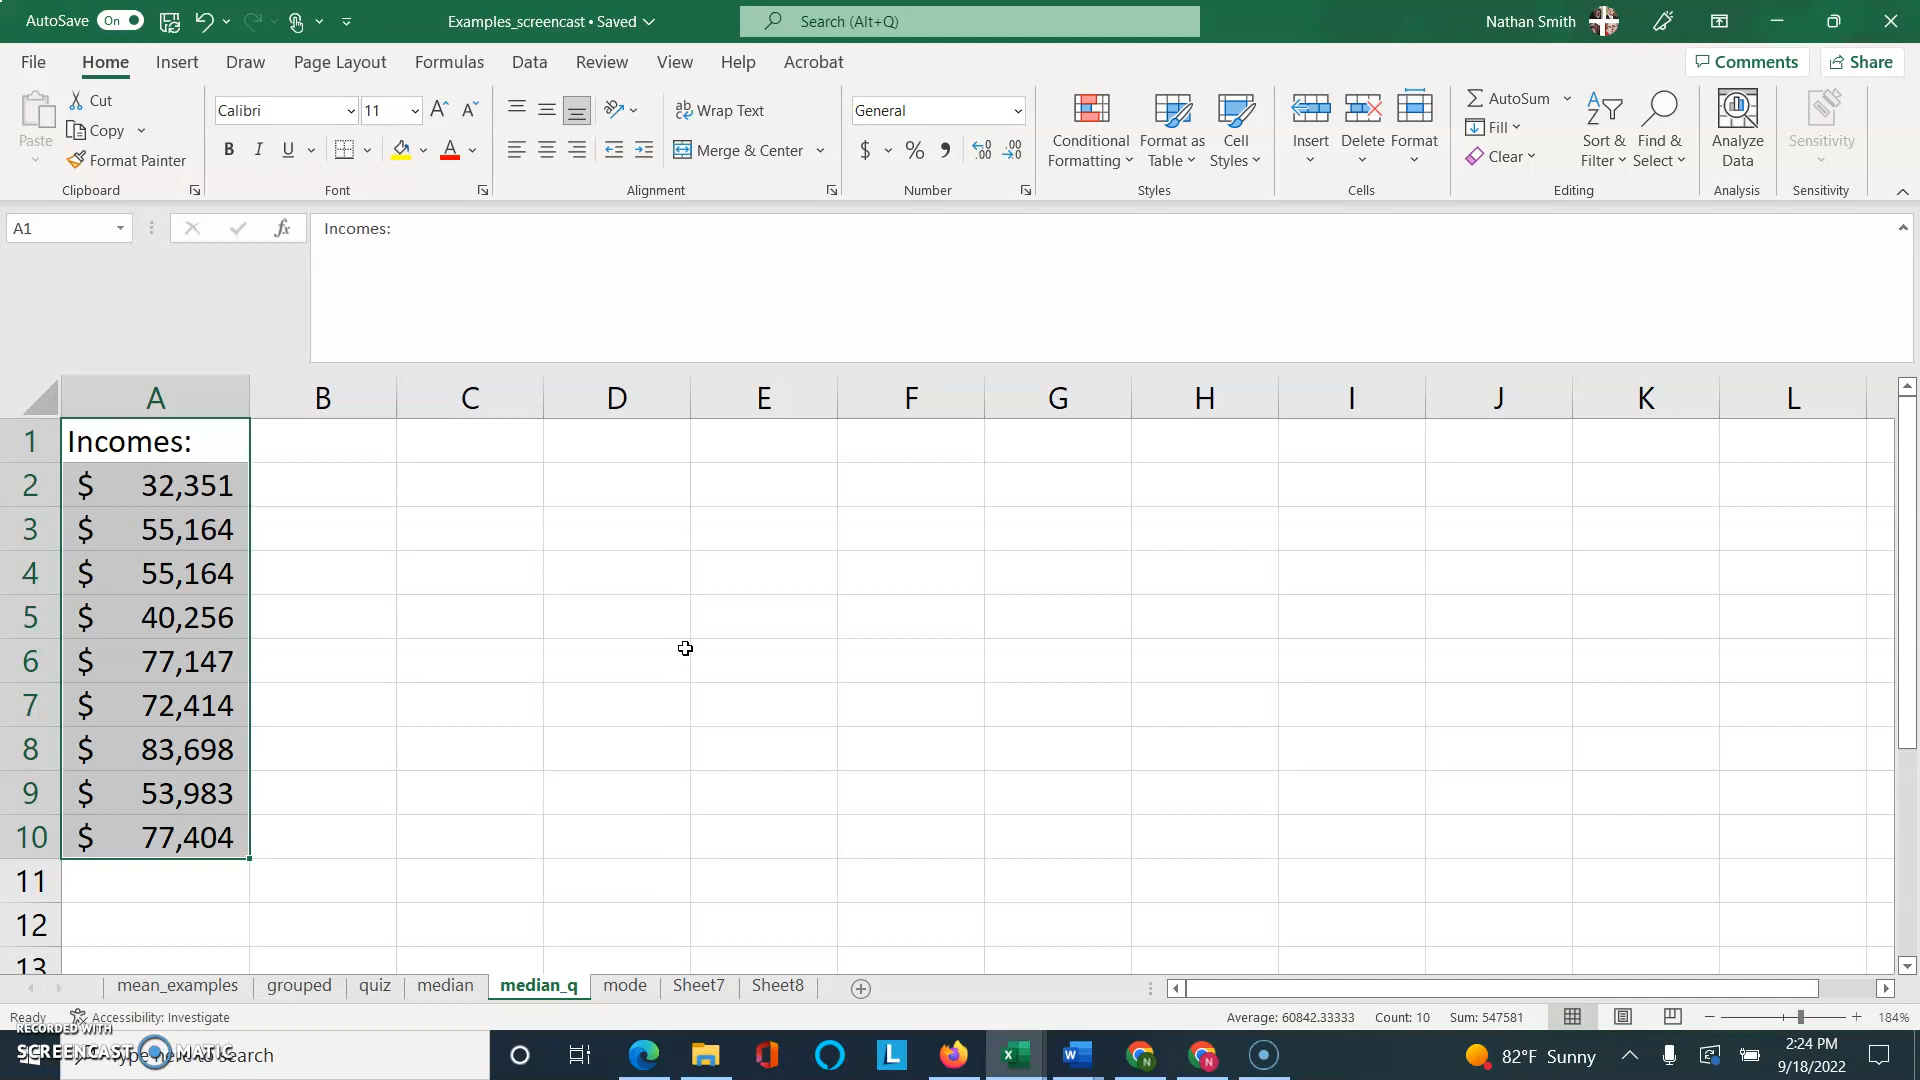 AutoSave On
Examples_screencast • Saved
Search (Alt+Q)
Nathan Smith
File Home Insert Draw Page Layout Formulas Data Review View Help Acrobat
Comments Share
Paste
Cut
Copy
Format Painter
Clipboard
Calibri 11
B I U
Font
Wrap Text
Merge & Center
Alignment
General
$ % ,
Number
Conditional Formatting
Format as Table
Cell Styles
Styles
Insert Delete Format
Cells
AutoSum
Fill
Clear
Sort & Filter
Find & Select
Editing
Analyze Data
Analysis
Sensitivity
Sensitivity
A1
fx
Incomes:
A B C D E F G H I J K L
1 Incomes:
2 $ 32,351
3 $ 55,164
4 $ 55,164
5 $ 40,256
6 $ 77,147
7 $ 72,414
8 $ 83,698
9 $ 53,983
10 $ 77,404
11
12
13
mean_examples grouped quiz median median_q mode Sheet7 Sheet8
Ready Accessibility: Investigate
Average: 60842.33333 Count: 10 Sum: 547581
184%
RECORDED WITH
SCREENCAST MATIC
Type here to search
82°F Sunny
2:24 PM
9/18/2022